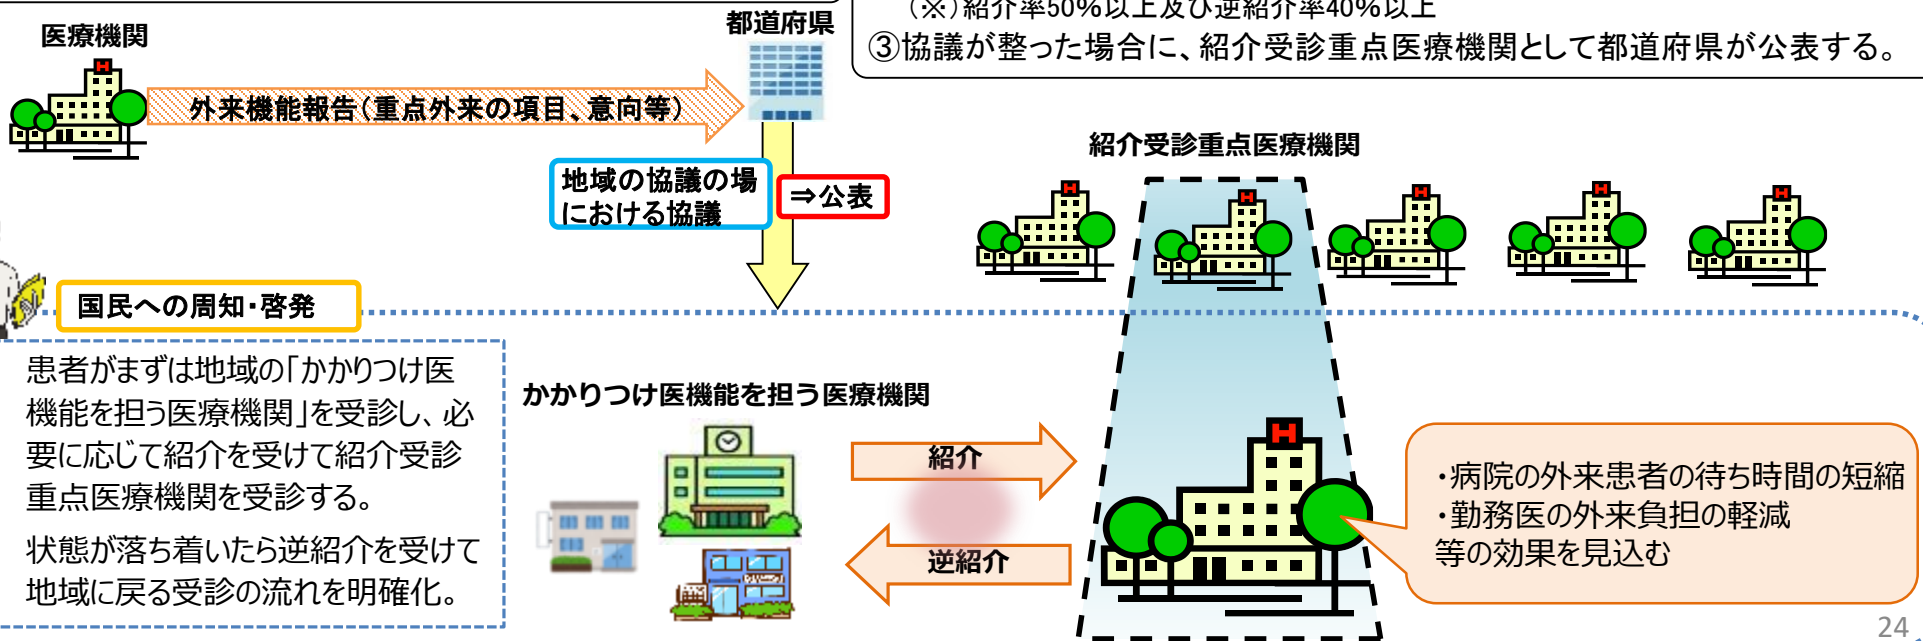 （※）紹介率50%以上及び逆紹介率40%以上
③協議が整った場合に、紹介受診重点医療機関として都道府県が公表する。
医療機関
都道府県
外来機能報告（重点外来の項目、意向等）
地域の協議の場
における協議
⇒公表
紹介受診重点医療機関
国民への周知・啓発
患者がまずは地域の「かかりつけ医
機能を担う医療機関」を受診し、必
要に応じて紹介を受けて紹介受診
重点医療機関を受診する。
状態が落ち着いたら逆紹介を受けて
地域に戻る受診の流れを明確化。
かかりつけ医機能を担う医療機関
紹介
逆紹介
・病院の外来患者の待ち時間の短縮
・勤務医の外来負担の軽減
等の効果を見込む
24